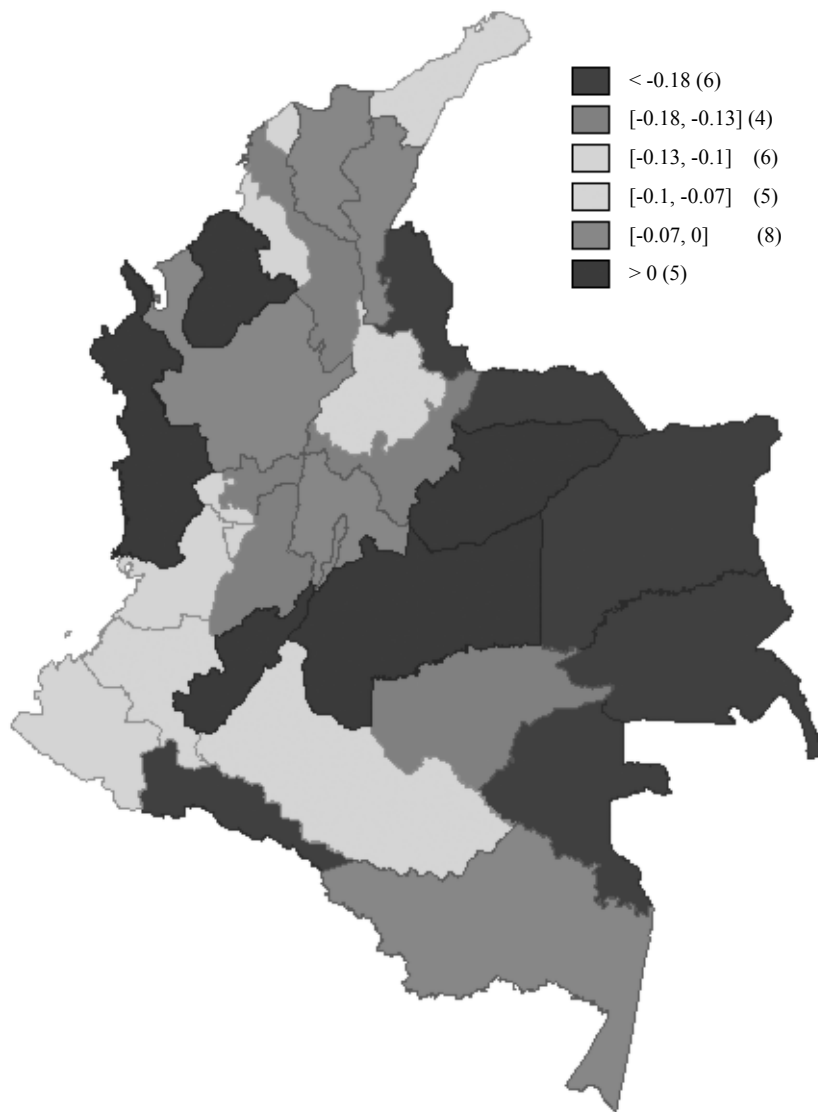 < -0.18 (6)
[-0.18, -0.13] (4)
[-0.13, -0.1] (6)
[-0.1, -0.07] (5)
[-0.07, 0] (8)
> 0 (5)